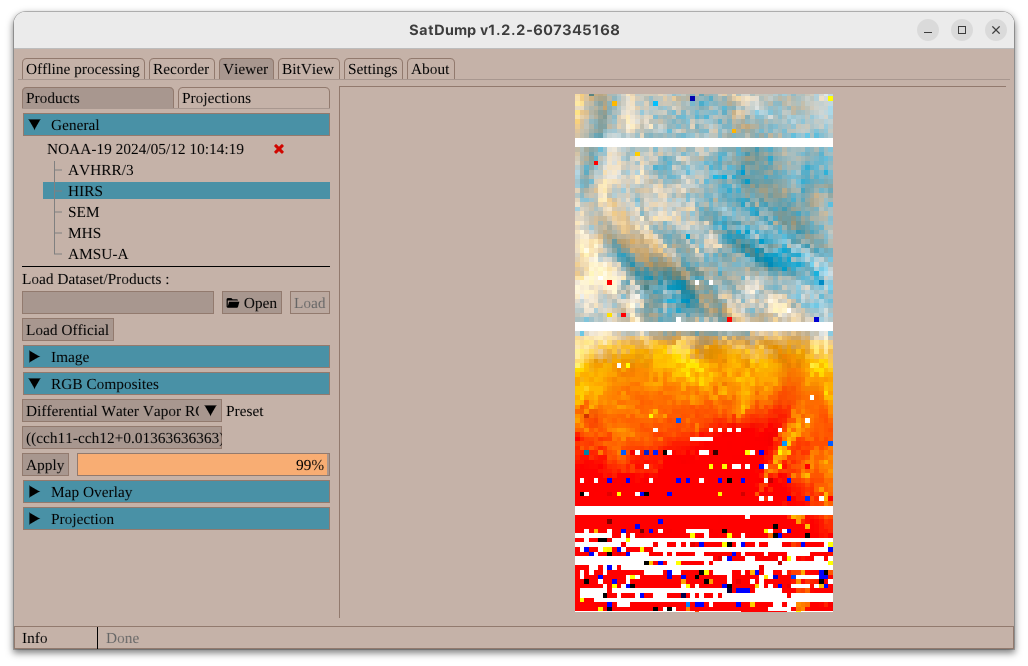 SatDump v1.2.2-607345168
Offline processing Recorder Viewer BitView Settings About
Products Projections
General
NOAA-19 2024/05/12 10:14:19
AVHRR/3
HIRS
SEM
MHS
AMSU-A
Load Dataset/Products :
Open Load
Load Official
Image
RGB Composites
Differential Water Vapor R Preset
((cch11-cch12+0.01363636363)
Apply 99%
Map Overlay
Projection
Info Done